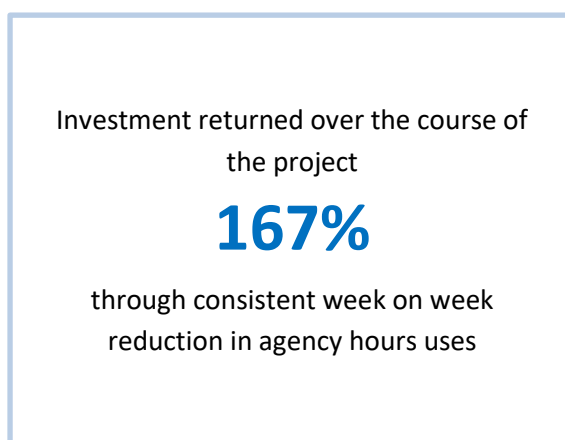 Investment returned over the course of
the project
167%
through consistent week on week
reduction in agency hours uses